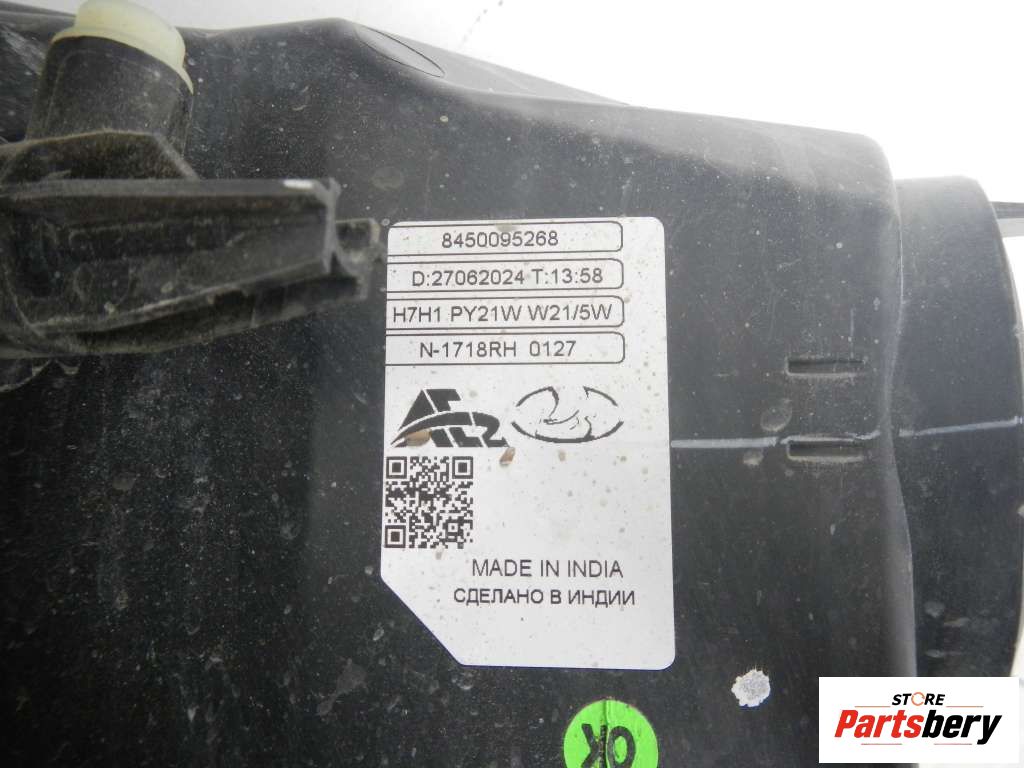 8450095268
D:27062024 T:13:58
H7H1 PY21W W21/5W
N-1718RH 0127
MADE IN INDIA
СДЕЛАНО В ИНДИИ
OK
STORE
Partsbery